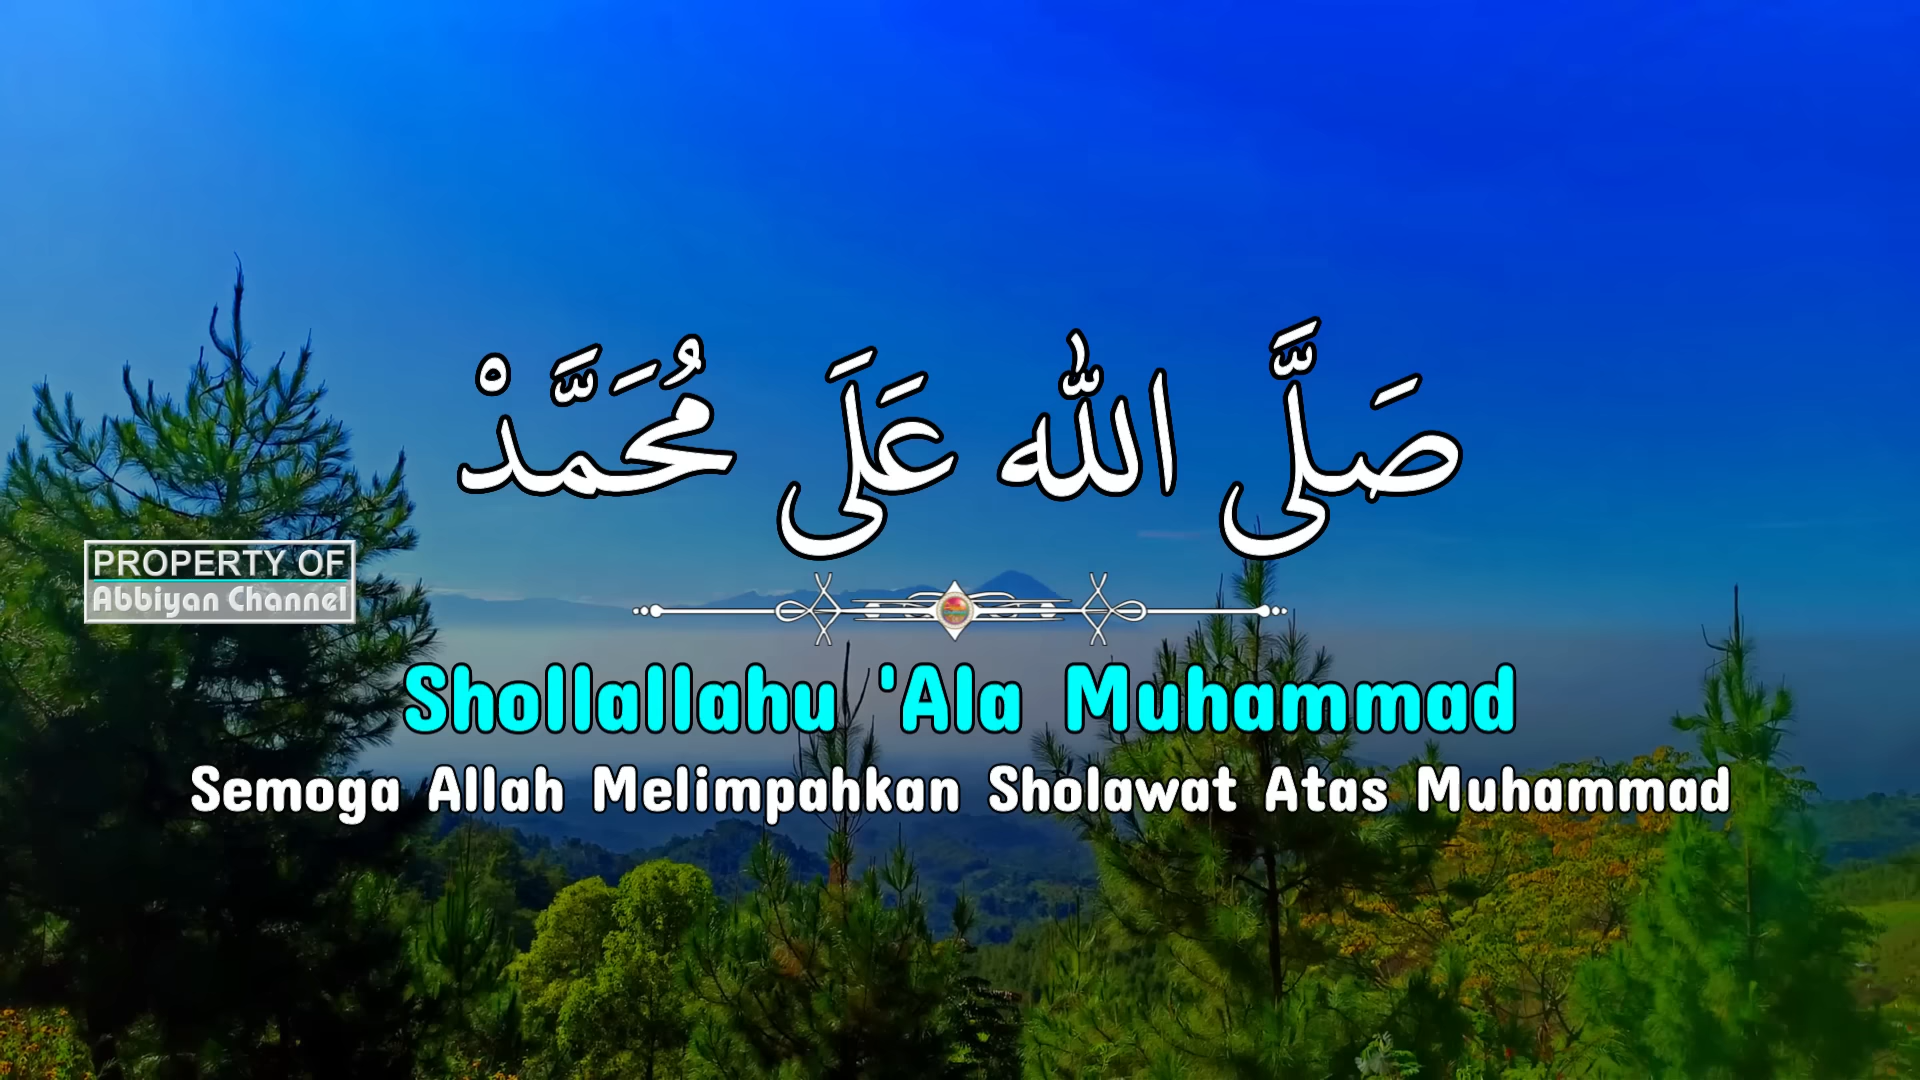 صَلَّى الله عَلَى مُحَمَّدْ
PROPERTY OF
Abbiyan Channel
Shollallahu 'Ala Muhammad
Semoga Allah Melimpahkan Sholawat Atas Muhammad